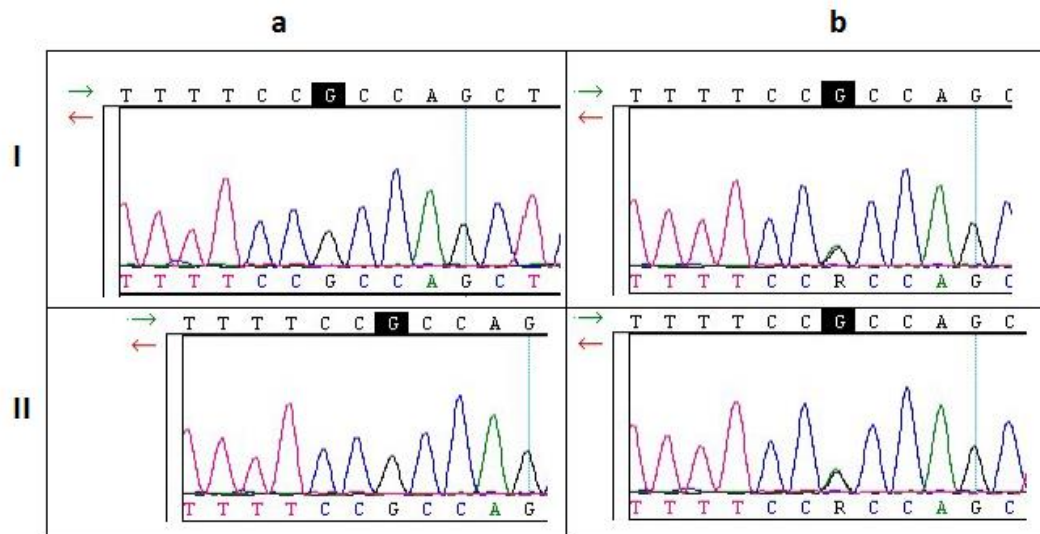 a b
T T T T C C G C C A G C T
T T T T C C G C C A G C
I
T T T T C C G C C A G C T
T T T T C C R C C A G C
T T T T C C G C C A G
T T T T C C G C C A G C
II
T T T T C C G C C A G
T T T T C C R C C A G C